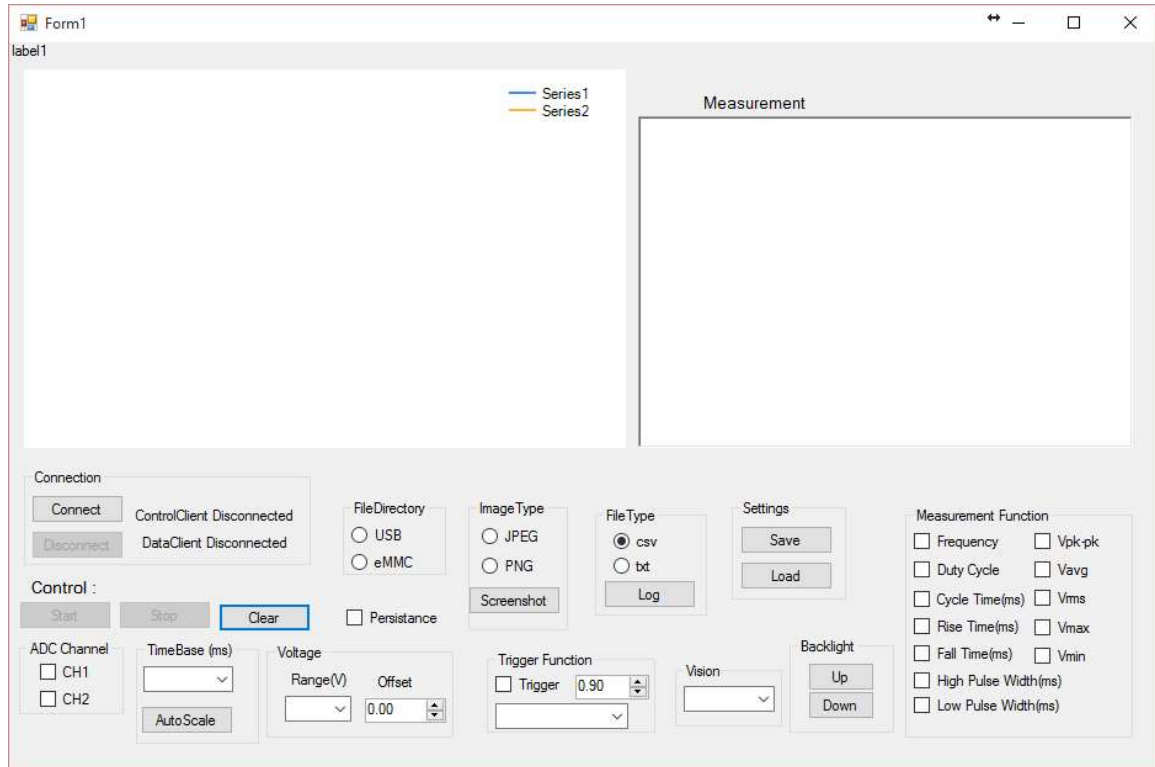 Form1
label1
Series1
Series2
Measurement
Connection
Connect
ControlClient Disconnected
Disconnect
DataClient Disconnected
FileDirectory
USB
eMMC
ImageType
JPEG
PNG
Screenshot
FileType
csv
txt
Log
Settings
Save
Load
Measurement Function
Frequency
Vpk-pk
Duty Cycle
Vavg
Cycle Time(ms)
Vrms
Rise Time(ms)
Vmax
Fall Time(ms)
Vmin
High Pulse Width(ms)
Low Pulse Width(ms)
Control :
Start
Stop
Clear
Persistance
ADC Channel
CH1
CH2
TimeBase (ms)
AutoScale
Voltage
Range(V)
Offset
0.00
Trigger Function
Trigger
0.90
Vision
Backlight
Up
Down